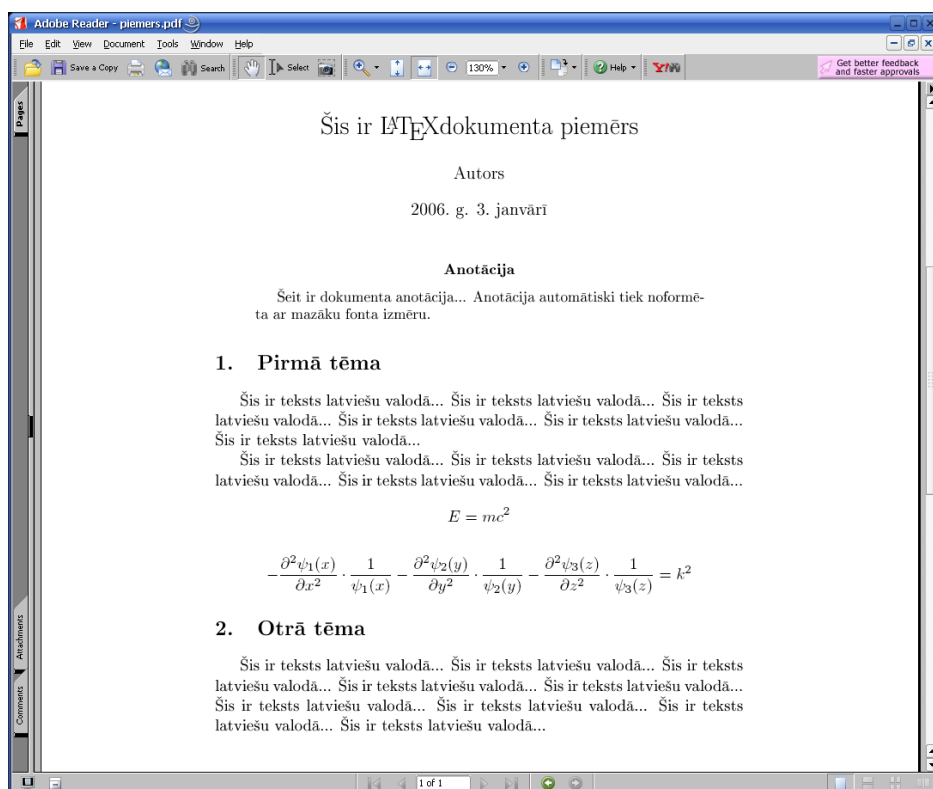 Adobe Reader - piemers.pdf
File Edit View Document Tools Window Help
Save a Copy Search Select 130% Help Y! Get better feedback
and faster approvals
Pages
Šis ir LATEXdokumenta piemērs
Autors
2006. g. 3. janvārī
Anotācija
Šeit ir dokumenta anotācija... Anotācija automātiski tiek noformē-
ta ar mazāku fonta izmēru.
1. Pirmā tēma
Šis ir teksts latviešu valodā... Šis ir teksts latviešu valodā... Šis ir teksts
latviešu valodā... Šis ir teksts latviešu valodā... Šis ir teksts latviešu valodā...
Šis ir teksts latviešu valodā...
Šis ir teksts latviešu valodā... Šis ir teksts latviešu valodā... Šis ir teksts
latviešu valodā... Šis ir teksts latviešu valodā... Šis ir teksts latviešu valodā...
E = mc²
−∂²ψ₁(x)/∂x² · 1/ψ₁(x) − ∂²ψ₂(y)/∂y² · 1/ψ₂(y) − ∂²ψ₃(z)/∂z² · 1/ψ₃(z) = k²
2. Otrā tēma
Šis ir teksts latviešu valodā... Šis ir teksts latviešu valodā... Šis ir teksts
latviešu valodā... Šis ir teksts latviešu valodā... Šis ir teksts latviešu valodā...
Šis ir teksts latviešu valodā... Šis ir teksts latviešu valodā... Šis ir teksts
latviešu valodā... Šis ir teksts latviešu valodā...
Attachments
Comments
1 of 1